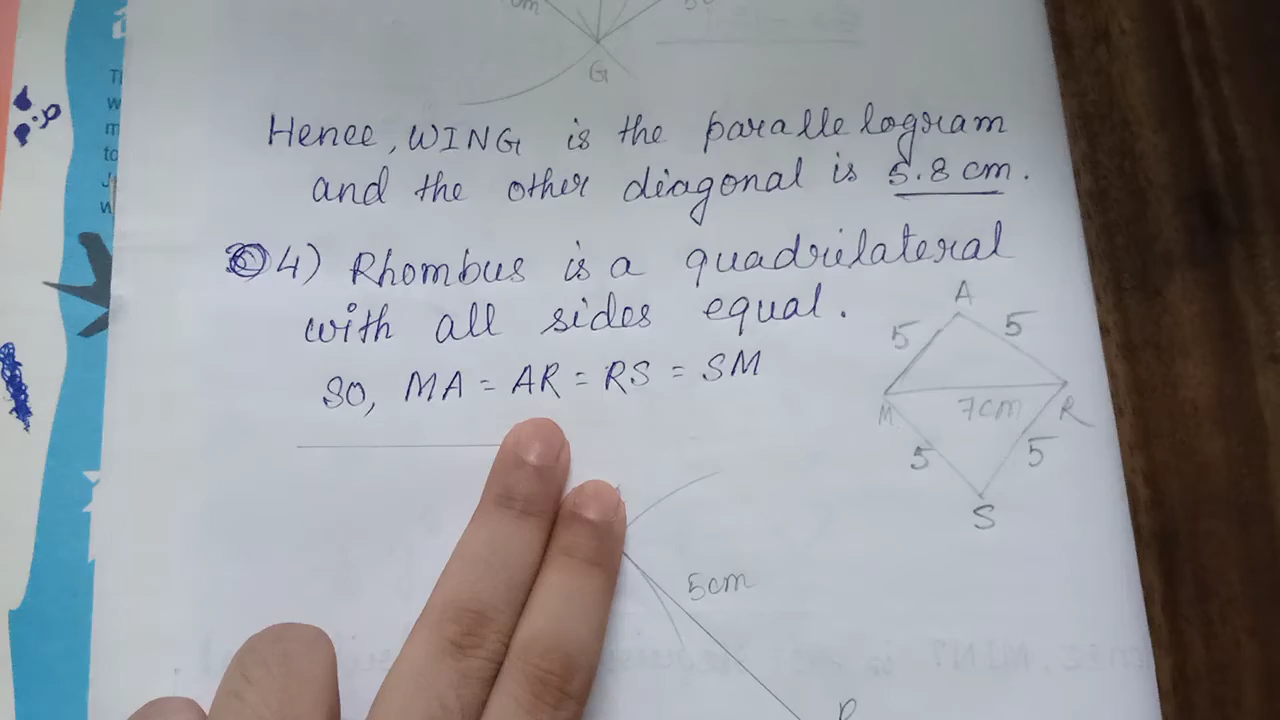 G
Hence, WING is the parallelogram
and the other diagonal is 5.8 cm.
4) Rhombus is a quadrilateral
with all sides equal.
SO, MA = AR = RS = SM
A
5 5
M 7cm R
5 5
S
5cm
R